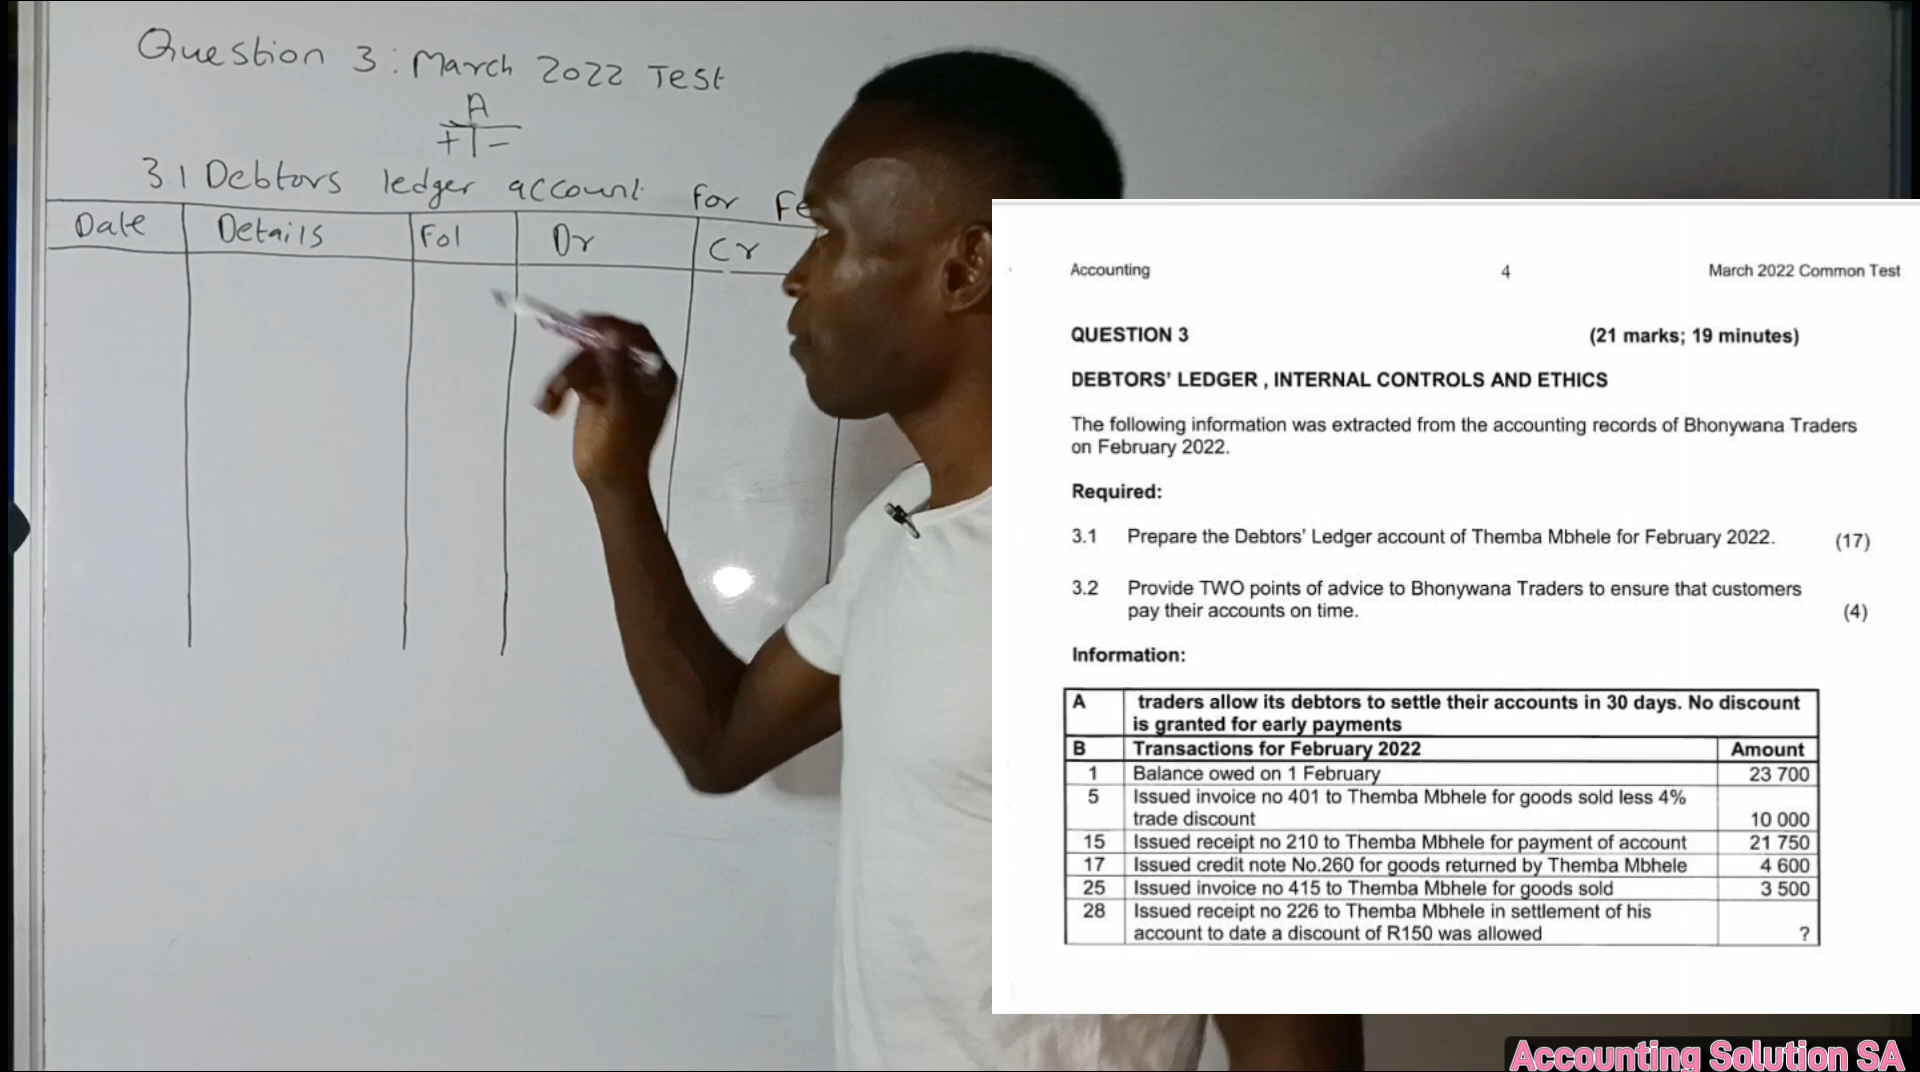 Question 3: March 2022 Test
A
+ -
3.1 Debtors ledger account for Fe
Date Details Fol Dr Cr
Accounting 4 March 2022 Common Test
QUESTION 3 (21 marks; 19 minutes)
DEBTORS' LEDGER , INTERNAL CONTROLS AND ETHICS
The following information was extracted from the accounting records of Bhonywana Traders
on February 2022.
Required:
3.1 Prepare the Debtors' Ledger account of Themba Mbhele for February 2022. (17)
3.2 Provide TWO points of advice to Bhonywana Traders to ensure that customers
pay their accounts on time. (4)
Information:
A traders allow its debtors to settle their accounts in 30 days. No discount
is granted for early payments
B Transactions for February 2022 Amount
1 Balance owed on 1 February 23 700
5 Issued invoice no 401 to Themba Mbhele for goods sold less 4%
trade discount 10 000
15 Issued receipt no 210 to Themba Mbhele for payment of account 21 750
17 Issued credit note No.260 for goods returned by Themba Mbhele 4 600
25 Issued invoice no 415 to Themba Mbhele for goods sold 3 500
28 Issued receipt no 226 to Themba Mbhele in settlement of his
account to date a discount of R150 was allowed ?
Accounting Solution SA